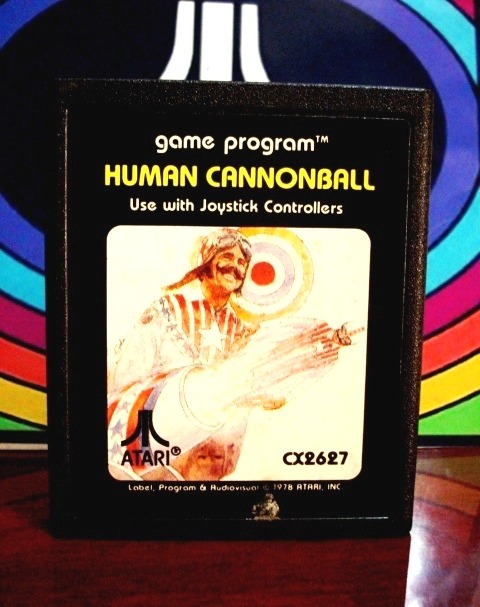 game program™
HUMAN CANNONBALL
Use with Joystick Controllers
ATARI®
CX2627
Label, Program & Audiovisual © 1978 ATARI, INC.